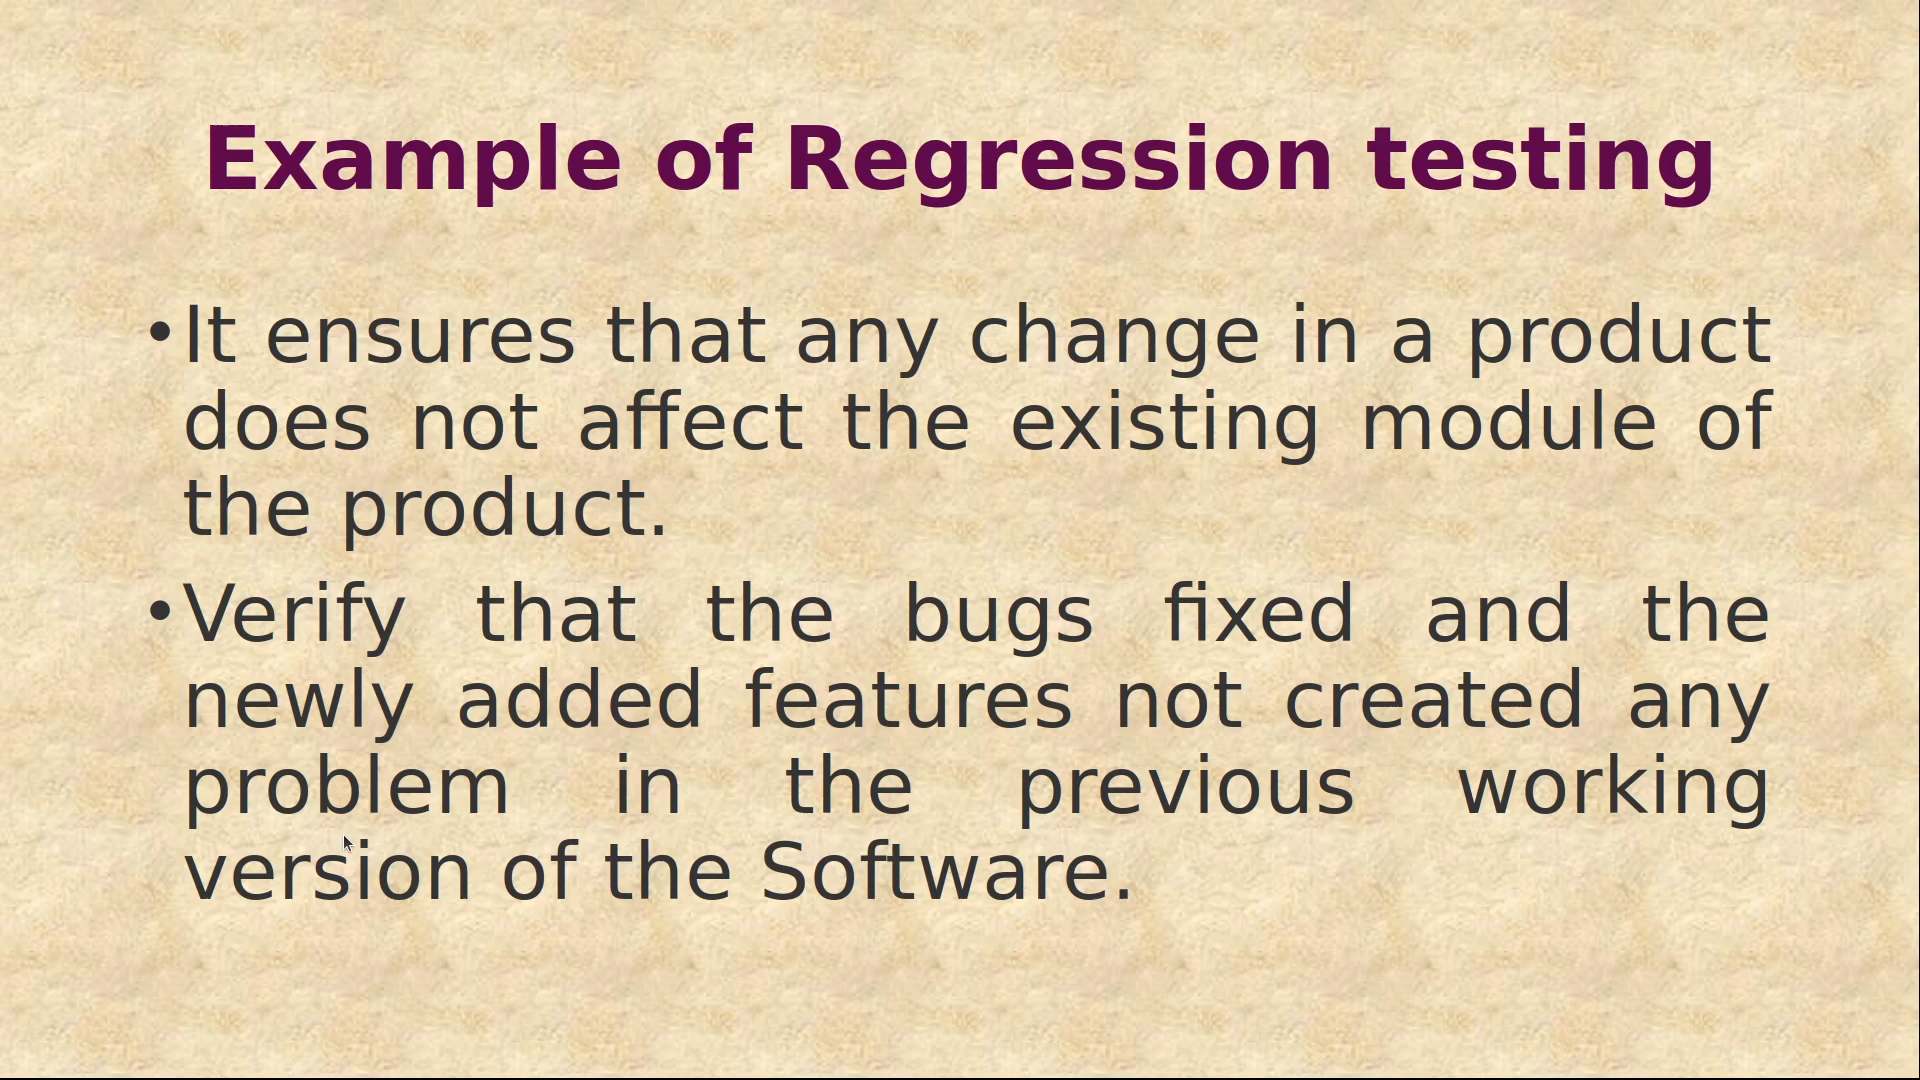 Example of Regression testing
•It ensures that any change in a product
does not affect the existing module of
the product.
•Verify that the bugs fixed and the
newly added features not created any
problem in the previous working
version of the Software.